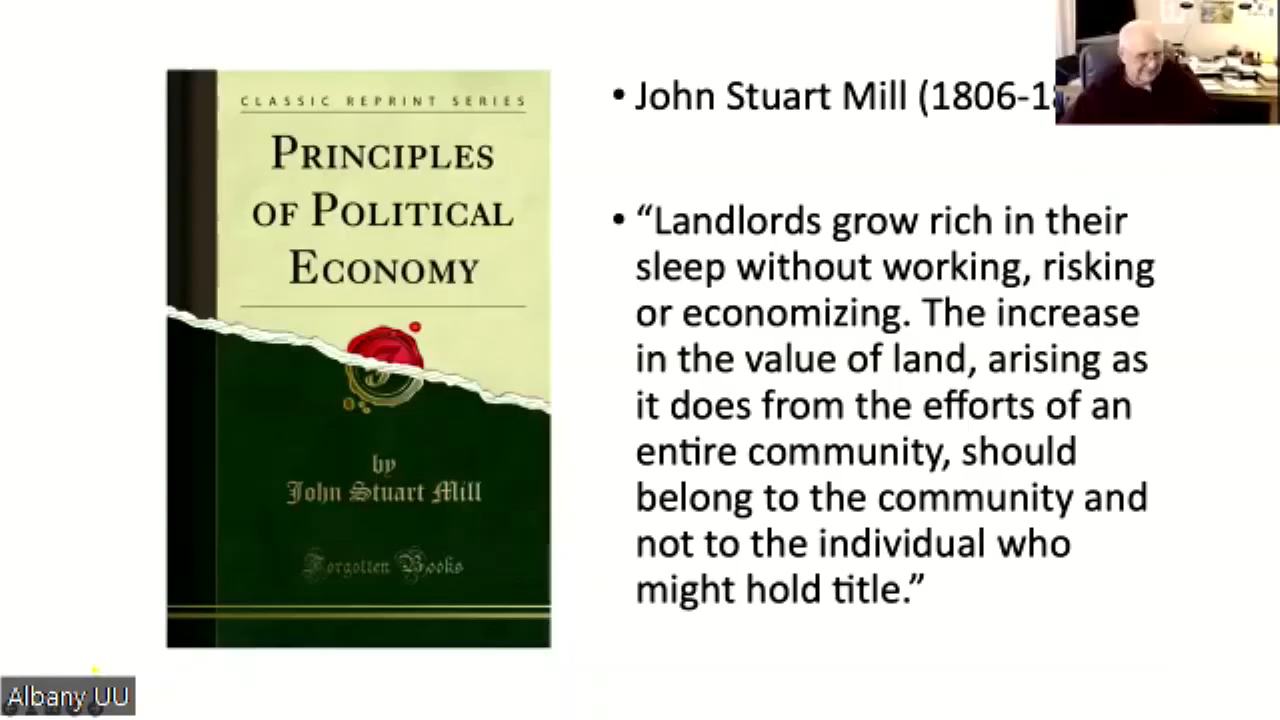 CLASSIC REPRINT SERIES
PRINCIPLES
OF POLITICAL
ECONOMY
by
John Stuart Mill
Forgotten Books
• John Stuart Mill (1806-1
• “Landlords grow rich in their
sleep without working, risking
or economizing. The increase
in the value of land, arising as
it does from the efforts of an
entire community, should
belong to the community and
not to the individual who
might hold title.”
Albany UU